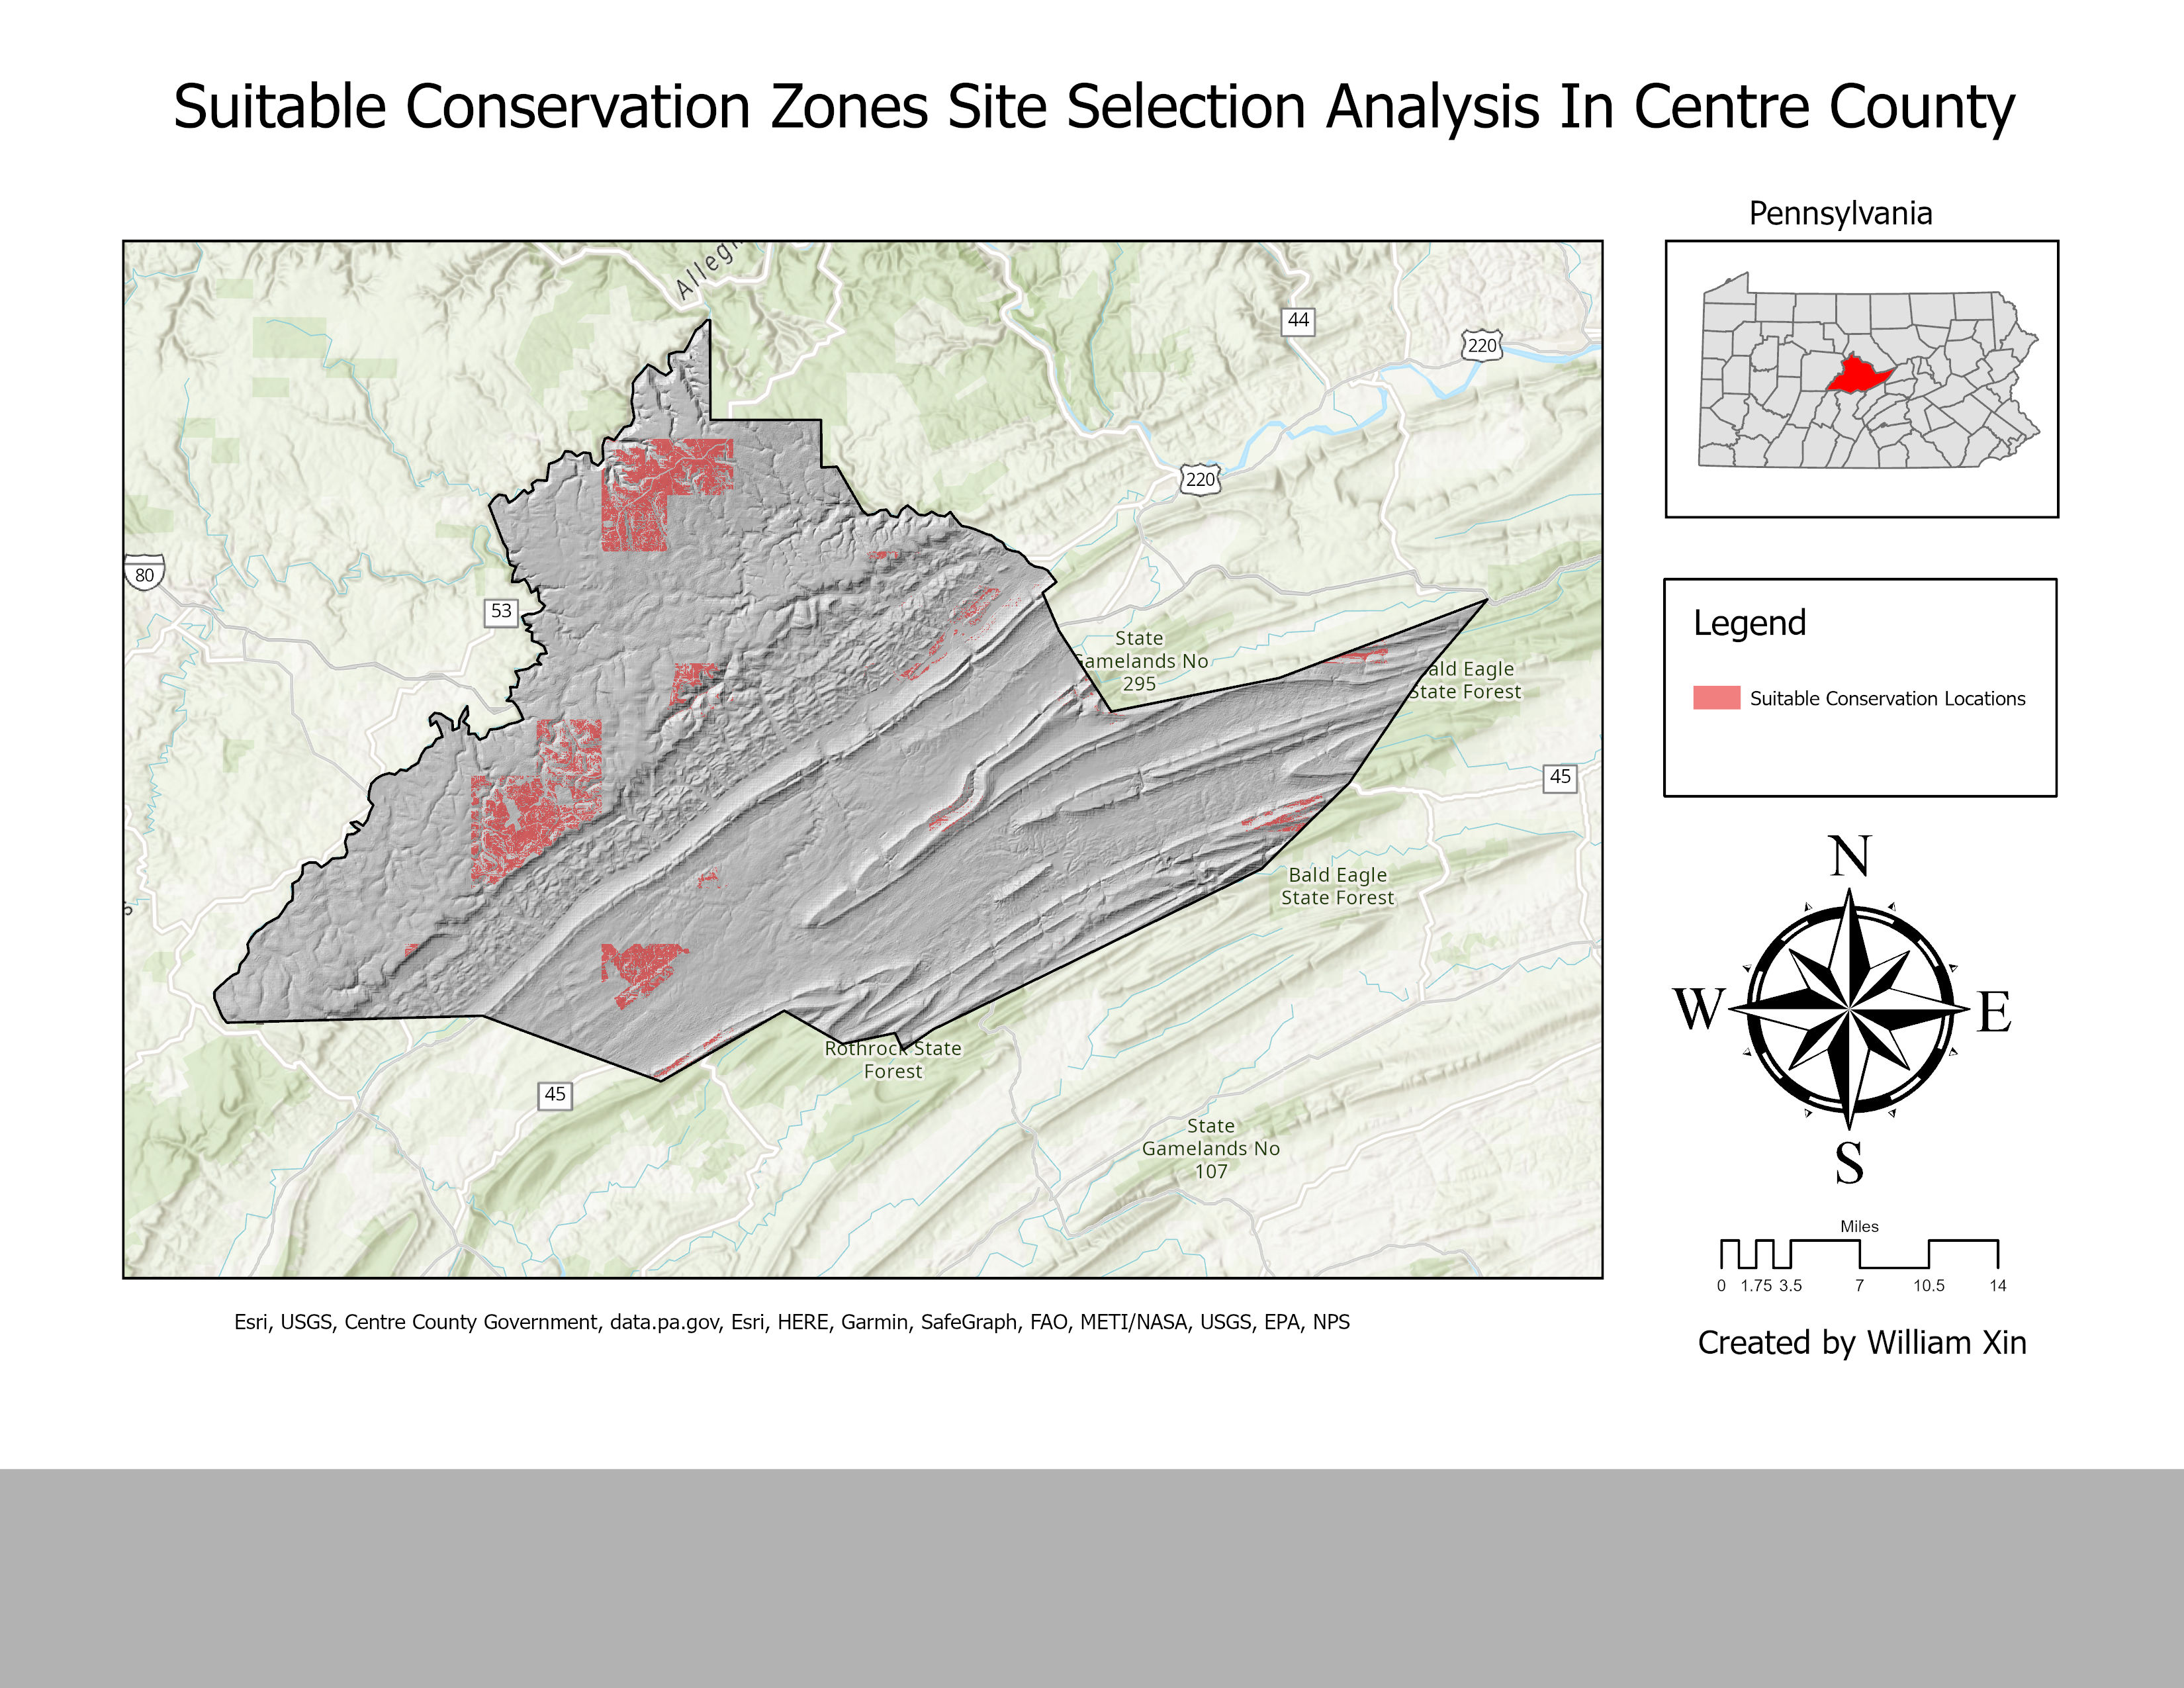 Suitable Conservation Zones Site Selection Analysis In Centre County
Pennsylvania
Allegh
44
220
220
80
53
State
Gamelands No
295
ald Eagle
State Forest
45
Bald Eagle
State Forest
Rothrock State
Forest
45
State
Gamelands No
107
Legend
Suitable Conservation Locations
N
W
E
S
Miles
0 1.75 3.5 7 10.5 14
Esri, USGS, Centre County Government, data.pa.gov, Esri, HERE, Garmin, SafeGraph, FAO, METI/NASA, USGS, EPA, NPS
Created by William Xin